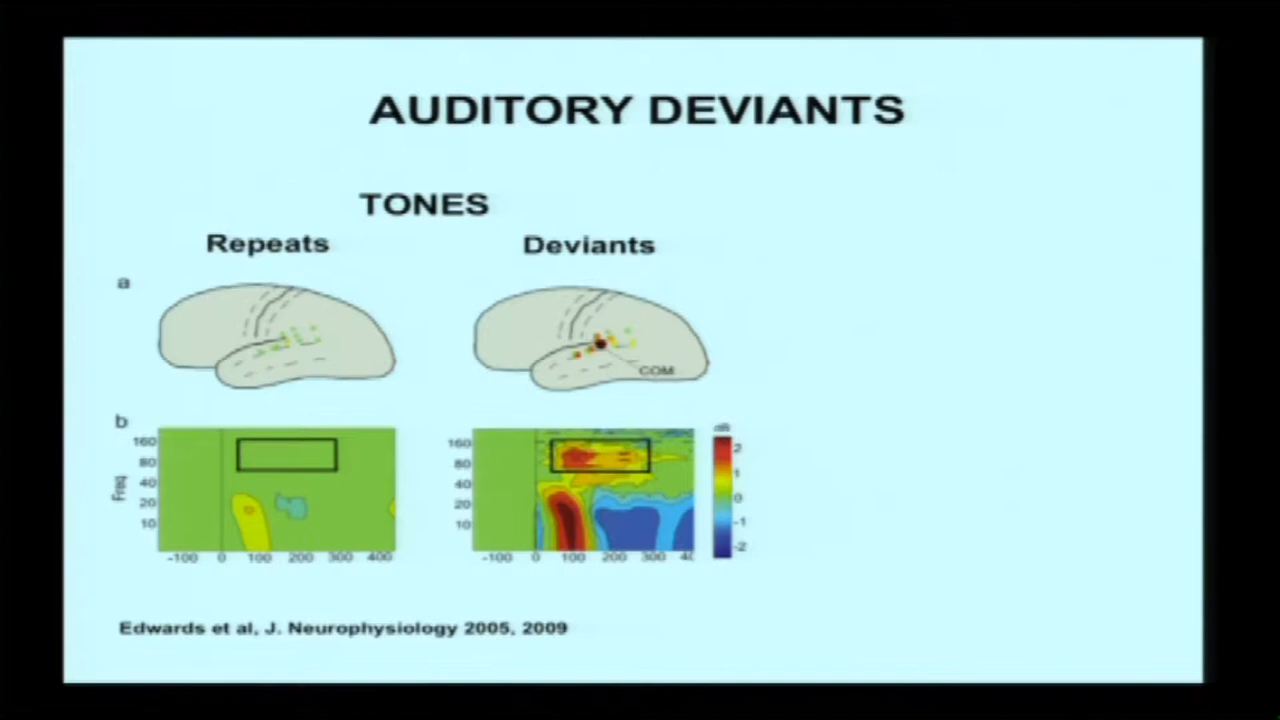 AUDITORY DEVIANTS
TONES
Repeats
Deviants
a
COM
b
dB
160
80
40
20
10
Freq
-100 0 100 200 300 400
160
80
40
20
10
-100 0 100 200 300 40
2
1
0
-1
-2
Edwards et al, J. Neurophysiology 2005, 2009